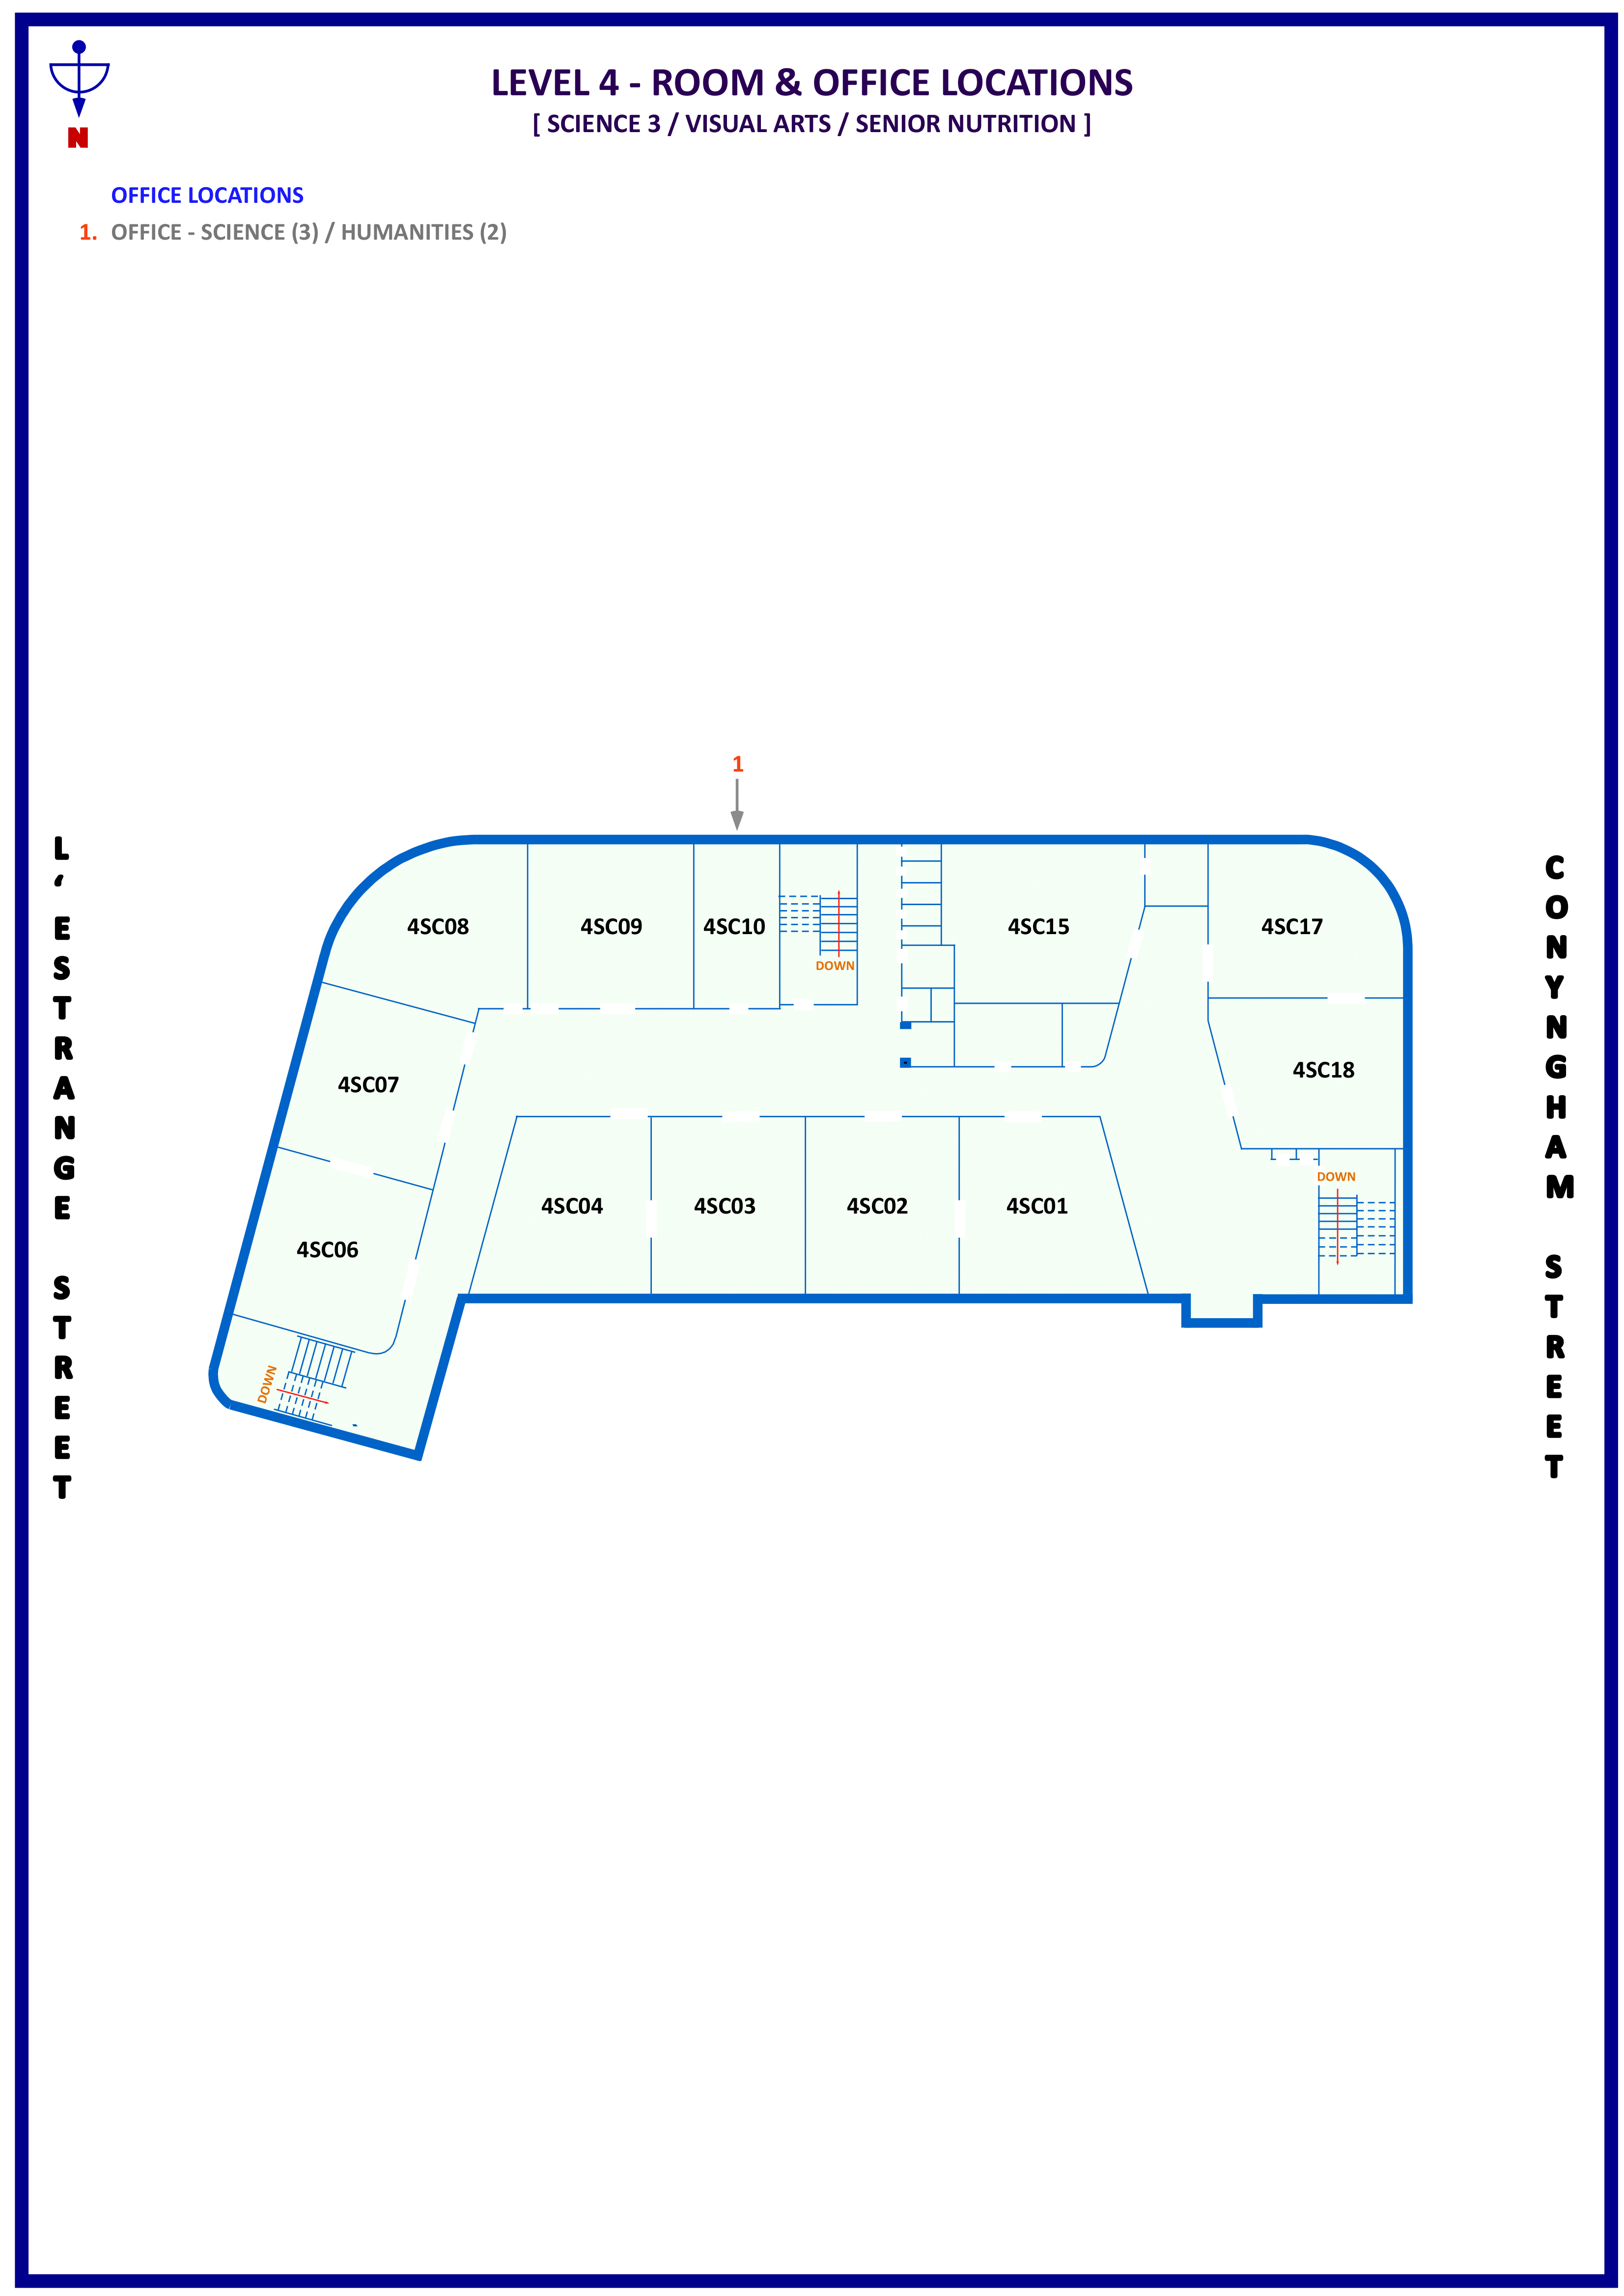 N
LEVEL 4 - ROOM & OFFICE LOCATIONS
[ SCIENCE 3 / VISUAL ARTS / SENIOR NUTRITION ]
OFFICE LOCATIONS
1. OFFICE - SCIENCE (3) / HUMANITIES (2)
1
L‘ESTRANGE STREET
CONYNGHAM STREET
4SC08
4SC09
4SC10
4SC15
4SC17
DOWN
4SC07
4SC18
DOWN
4SC04
4SC03
4SC02
4SC01
4SC06
DOWN